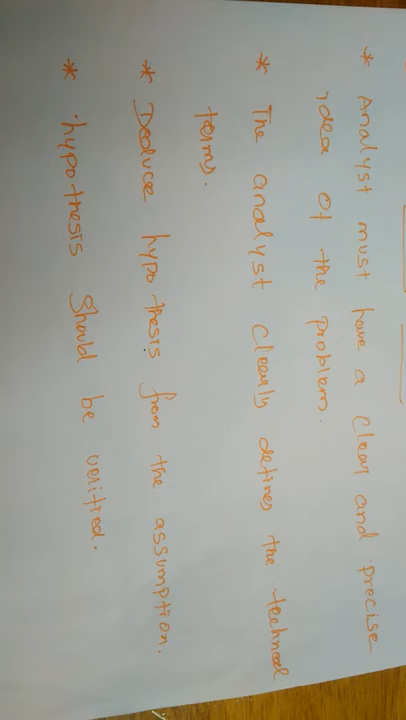 * Analyst must have a clear and precise
idea of the problem.
* The analyst clearly defines the technical
terms.
* Deduce hypothesis from the assumption.
* hypothesis should be verified.